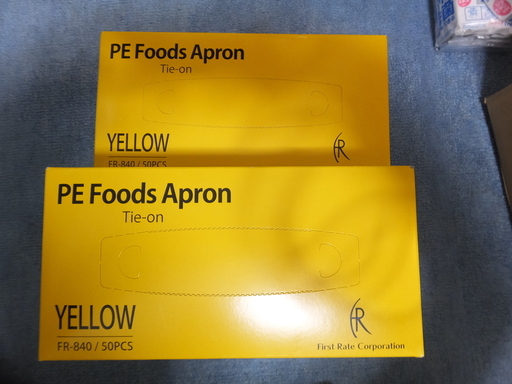 PE Foods Apron
Tie-on
YELLOW
FR-840 / 50PCS
FR
PE Foods Apron
Tie-on
YELLOW
FR-840 / 50PCS
FR
First Rate Corporation